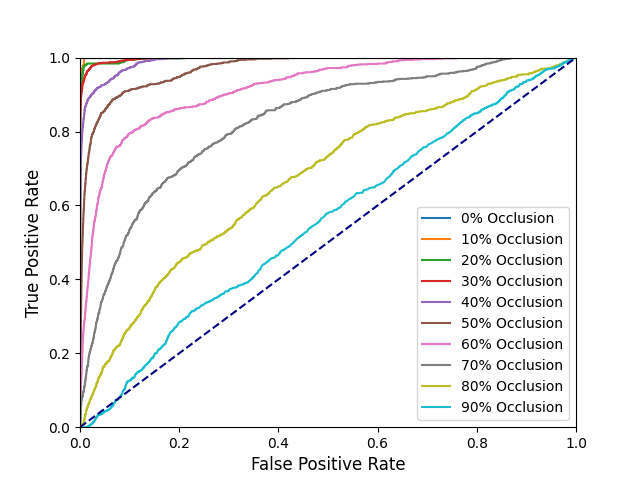 1.0
0.8
0.6
0.4
0.2
0.0
True Positive Rate
0.0 0.2 0.4 0.6 0.8 1.0
False Positive Rate
0% Occlusion
10% Occlusion
20% Occlusion
30% Occlusion
40% Occlusion
50% Occlusion
60% Occlusion
70% Occlusion
80% Occlusion
90% Occlusion